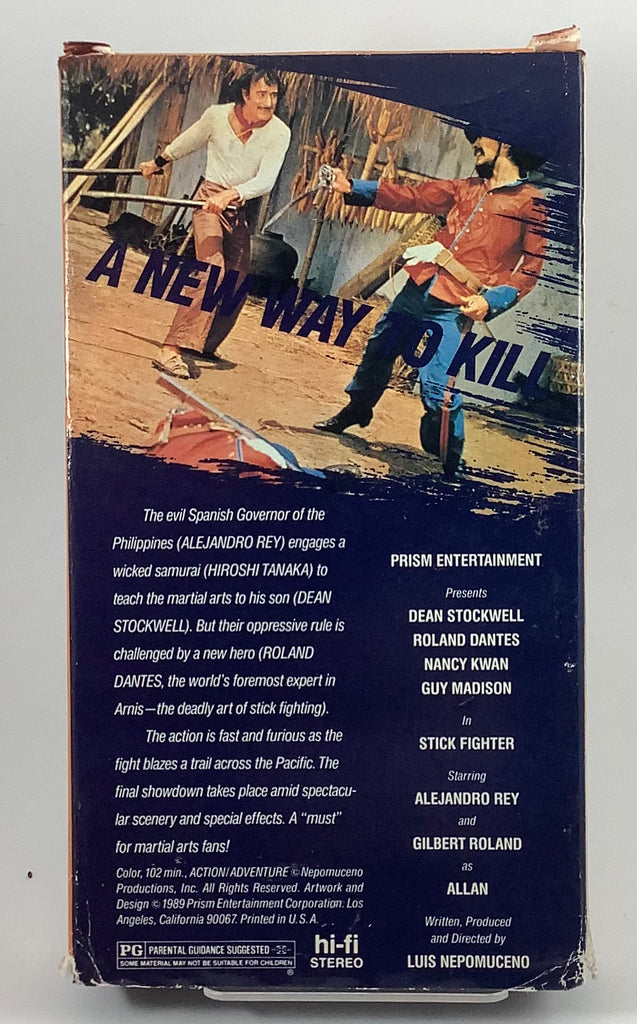 A NEW WAY TO KILL
The evil Spanish Governor of the
Philippines (ALEJANDRO REY) engages a
wicked samurai (HIROSHI TANAKA) to
teach the martial arts to his son (DEAN
STOCKWELL). But their oppressive rule is
challenged by a new hero (ROLAND
DANTES, the world's foremost expert in
Arnis—the deadly art of stick fighting).
The action is fast and furious as the
fight blazes a trail across the Pacific. The
final showdown takes place amid spectacu-
lar scenery and special effects. A "must"
for martial arts fans!
Color, 102 min., ACTION/ADVENTURE © Nepomuceno
Productions, Inc. All Rights Reserved. Artwork and
Design © 1989 Prism Entertainment Corporation. Los
Angeles, California 90067. Printed in U.S.A.
PG PARENTAL GUIDANCE SUGGESTED
SOME MATERIAL MAY NOT BE SUITABLE FOR CHILDREN
®
hi-fi
STEREO
PRISM ENTERTAINMENT
Presents
DEAN STOCKWELL
ROLAND DANTES
NANCY KWAN
GUY MADISON
In
STICK FIGHTER
Starring
ALEJANDRO REY
and
GILBERT ROLAND
as
ALLAN
Written, Produced
and Directed by
LUIS NEPOMUCENO